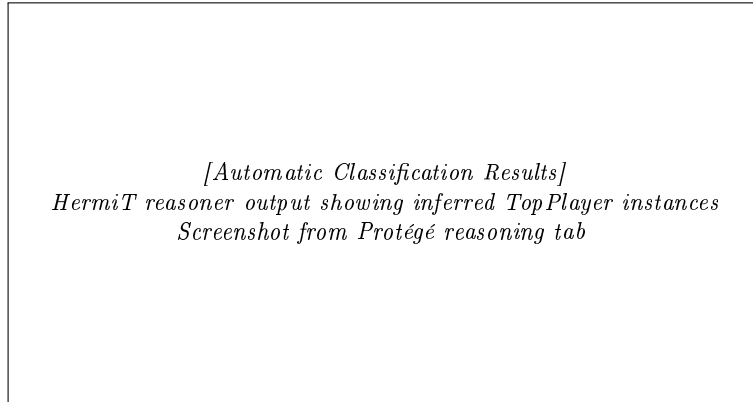 [Automatic Classification Results]
HermiT reasoner output showing inferred TopPlayer instances
Screenshot from Protégé reasoning tab